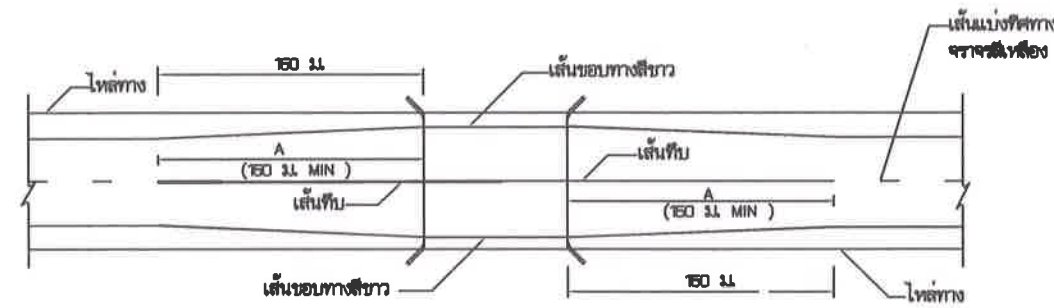 เส้นแบ่งทิศทาง
จราจรสีเหลือง
150 ม.
เส้นขอบทางสีขาว
ไหล่ทาง
A
(150 ม. MIN )
เส้นทึบ
เส้นทึบ
A
(150 ม. MIN )
เส้นขอบทางสีขาว
150 ม.
ไหล่ทาง